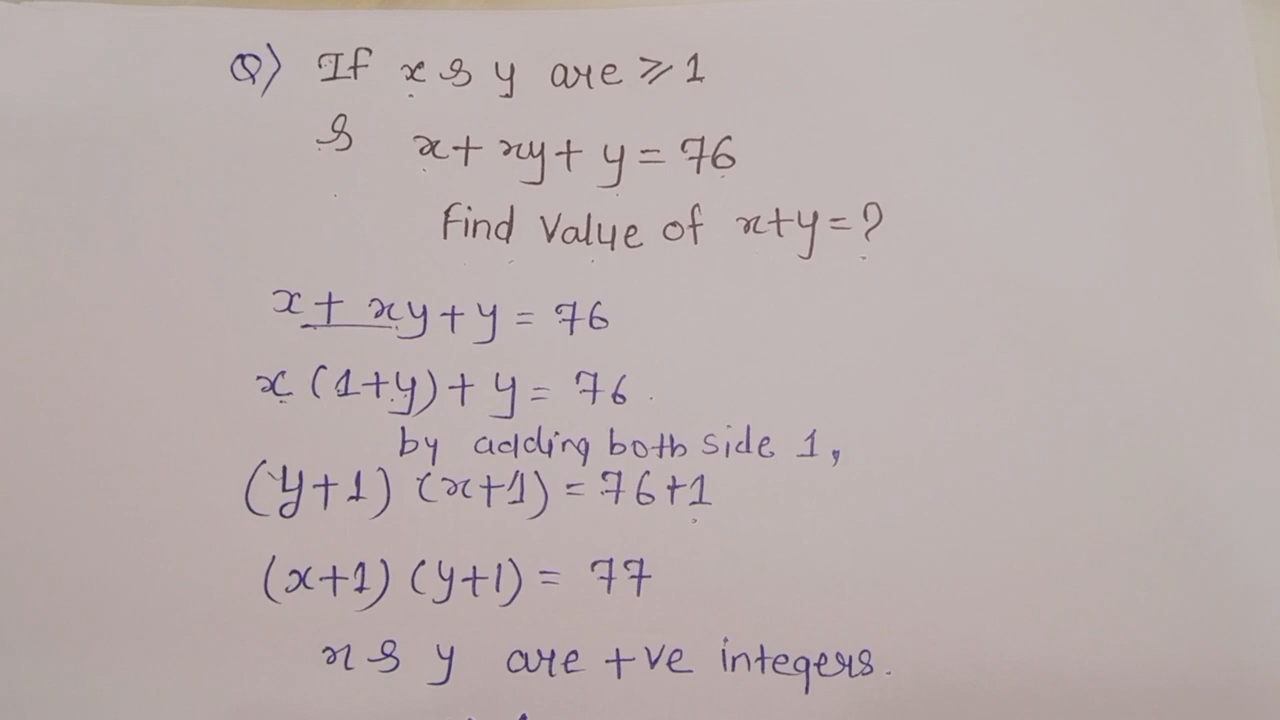 Q) If x & y are ⩾ 1
& x + xy + y = 76
Find Value of x+y=?
x + xy + y = 76
x (1+y) + y = 76.
by adding both side 1,
(y+1) (x+1) = 76+1
(x+1) (y+1) = 77
x & y are +ve integers.